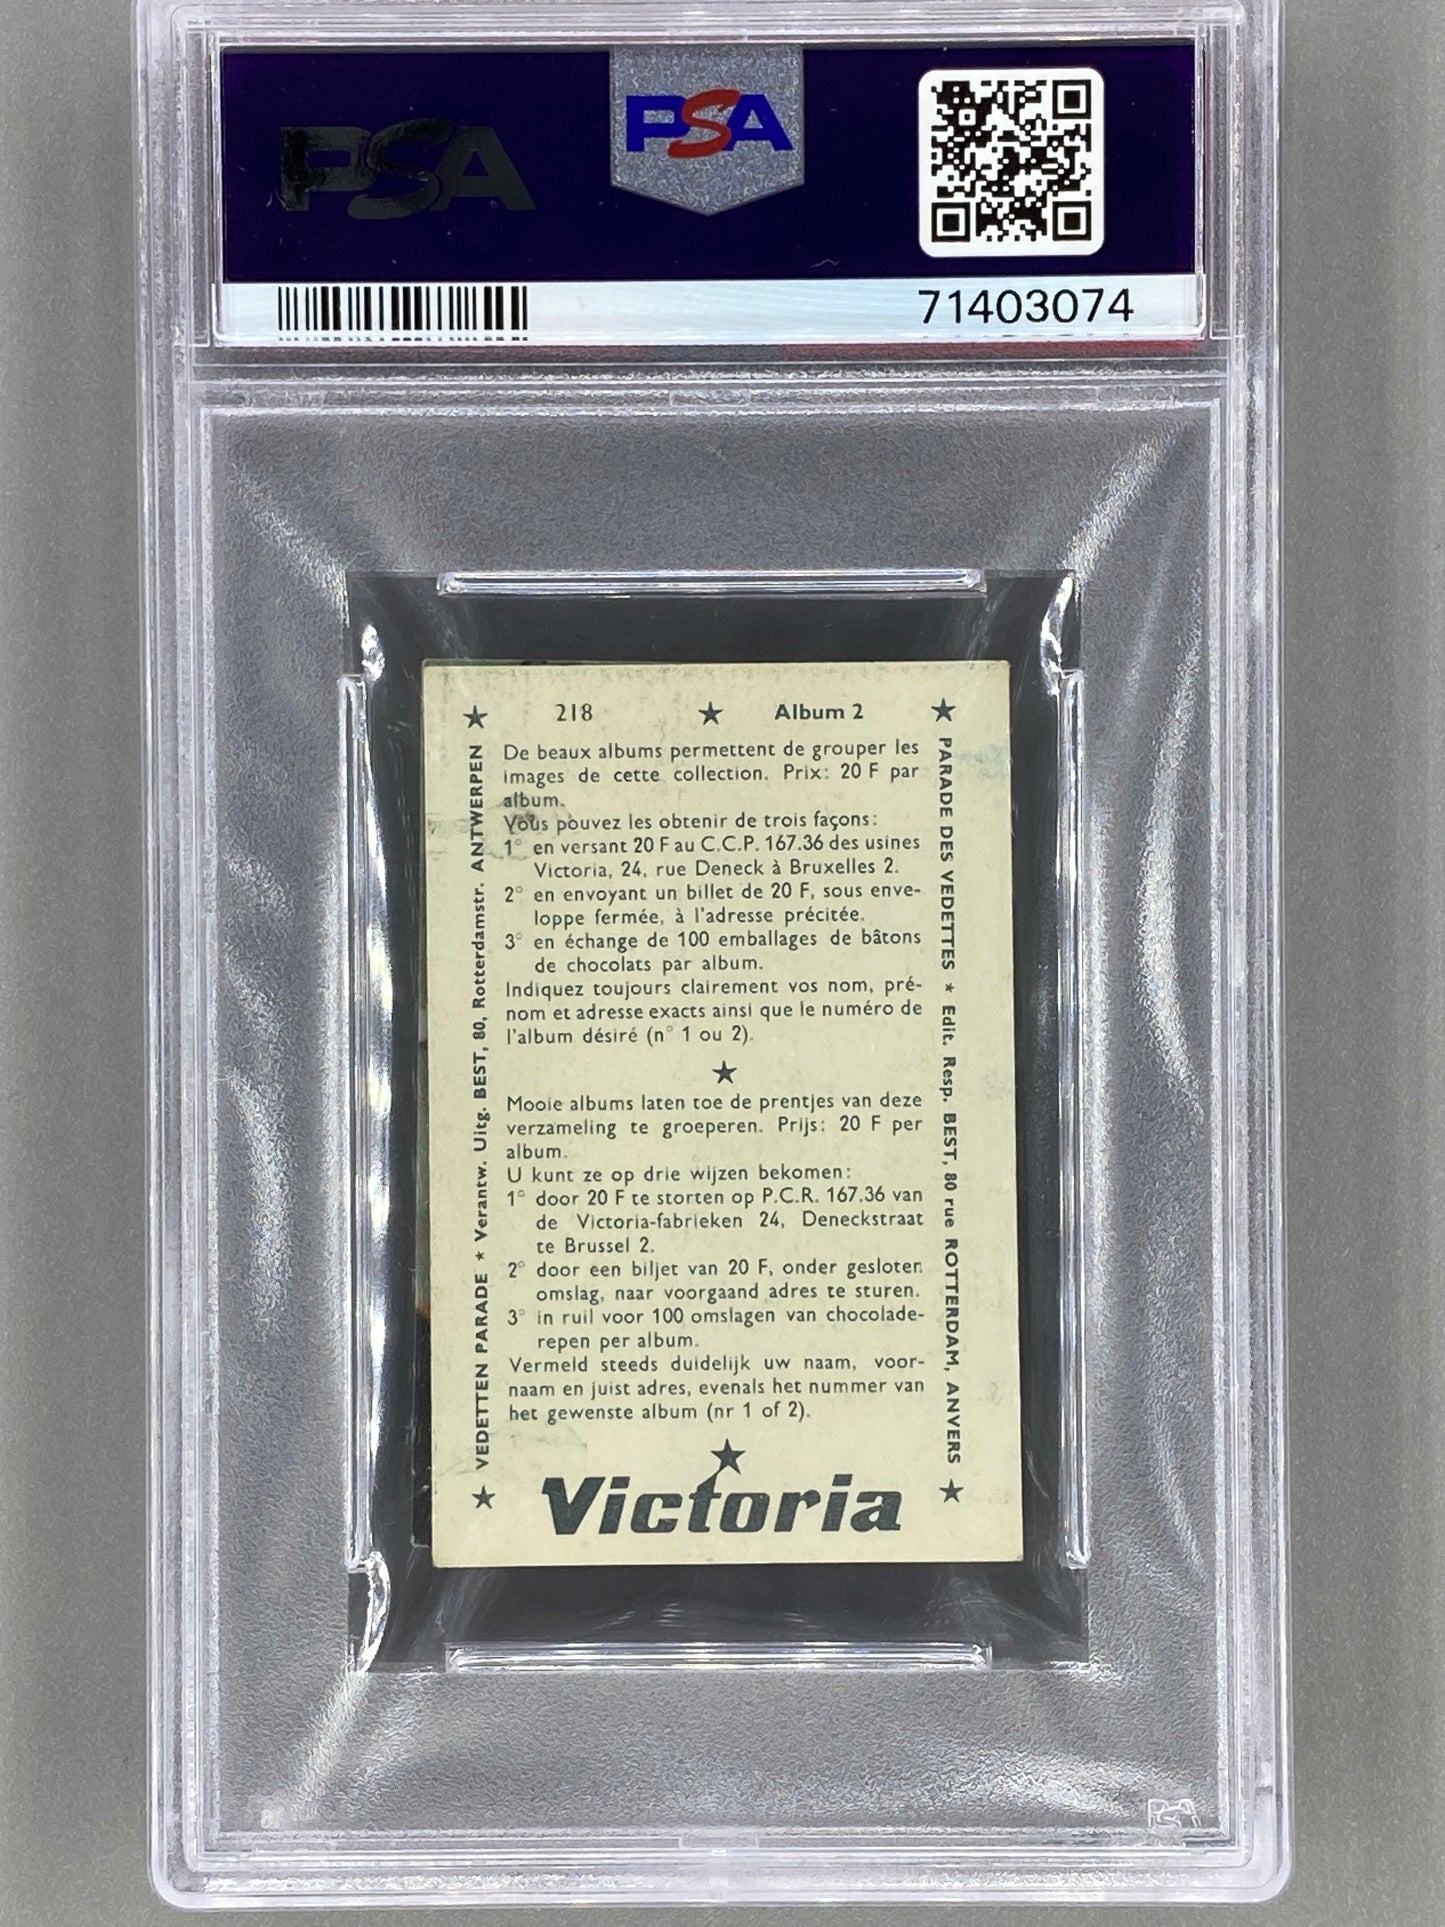 PSA
PSA
71403074
218 ★ Album 2
De beaux albums permettent de grouper les
images de cette collection. Prix: 20 F par
album.
Vous pouvez les obtenir de trois façons:
1° en versant 20 F au C.C.P. 167.36 des usines
Victoria, 24, rue Deneck à Bruxelles 2.
2° en envoyant un billet de 20 F, sous enve-
loppe fermée, à l'adresse précitée.
3° en échange de 100 emballages de bâtons
de chocolats par album.
Indiquez toujours clairement vos nom, pré-
nom et adresse exacts ainsi que le numéro de
l'album désiré (n° 1 ou 2).
★
Mooie albums laten toe de prentjes van deze
verzameling te groeperen. Prijs: 20 F per
album.
U kunt ze op drie wijzen bekomen:
1° door 20 F te storten op P.C.R. 167.36 van
de Victoria-fabrieken 24, Deneckstraat
te Brussel 2.
2° door een biljet van 20 F, onder gesloten
omslag, naar voorgaand adres te sturen.
3° in ruil voor 100 omslagen van chocolade-
repen per album.
Vermeld steeds duidelijk uw naam, voor-
naam en juist adres, evenals het nummer van
het gewenste album (nr 1 of 2).
Victoria
★ VEDETTEN PARADE ★ Verantw. Uitg. BEST, 80, Rotterdamstr. ANTWERPEN ★
★ PARADE DES VEDETTES ★ Edit. Resp. BEST, 80 rue ROTTERDAM, ANVERS ★
PSA